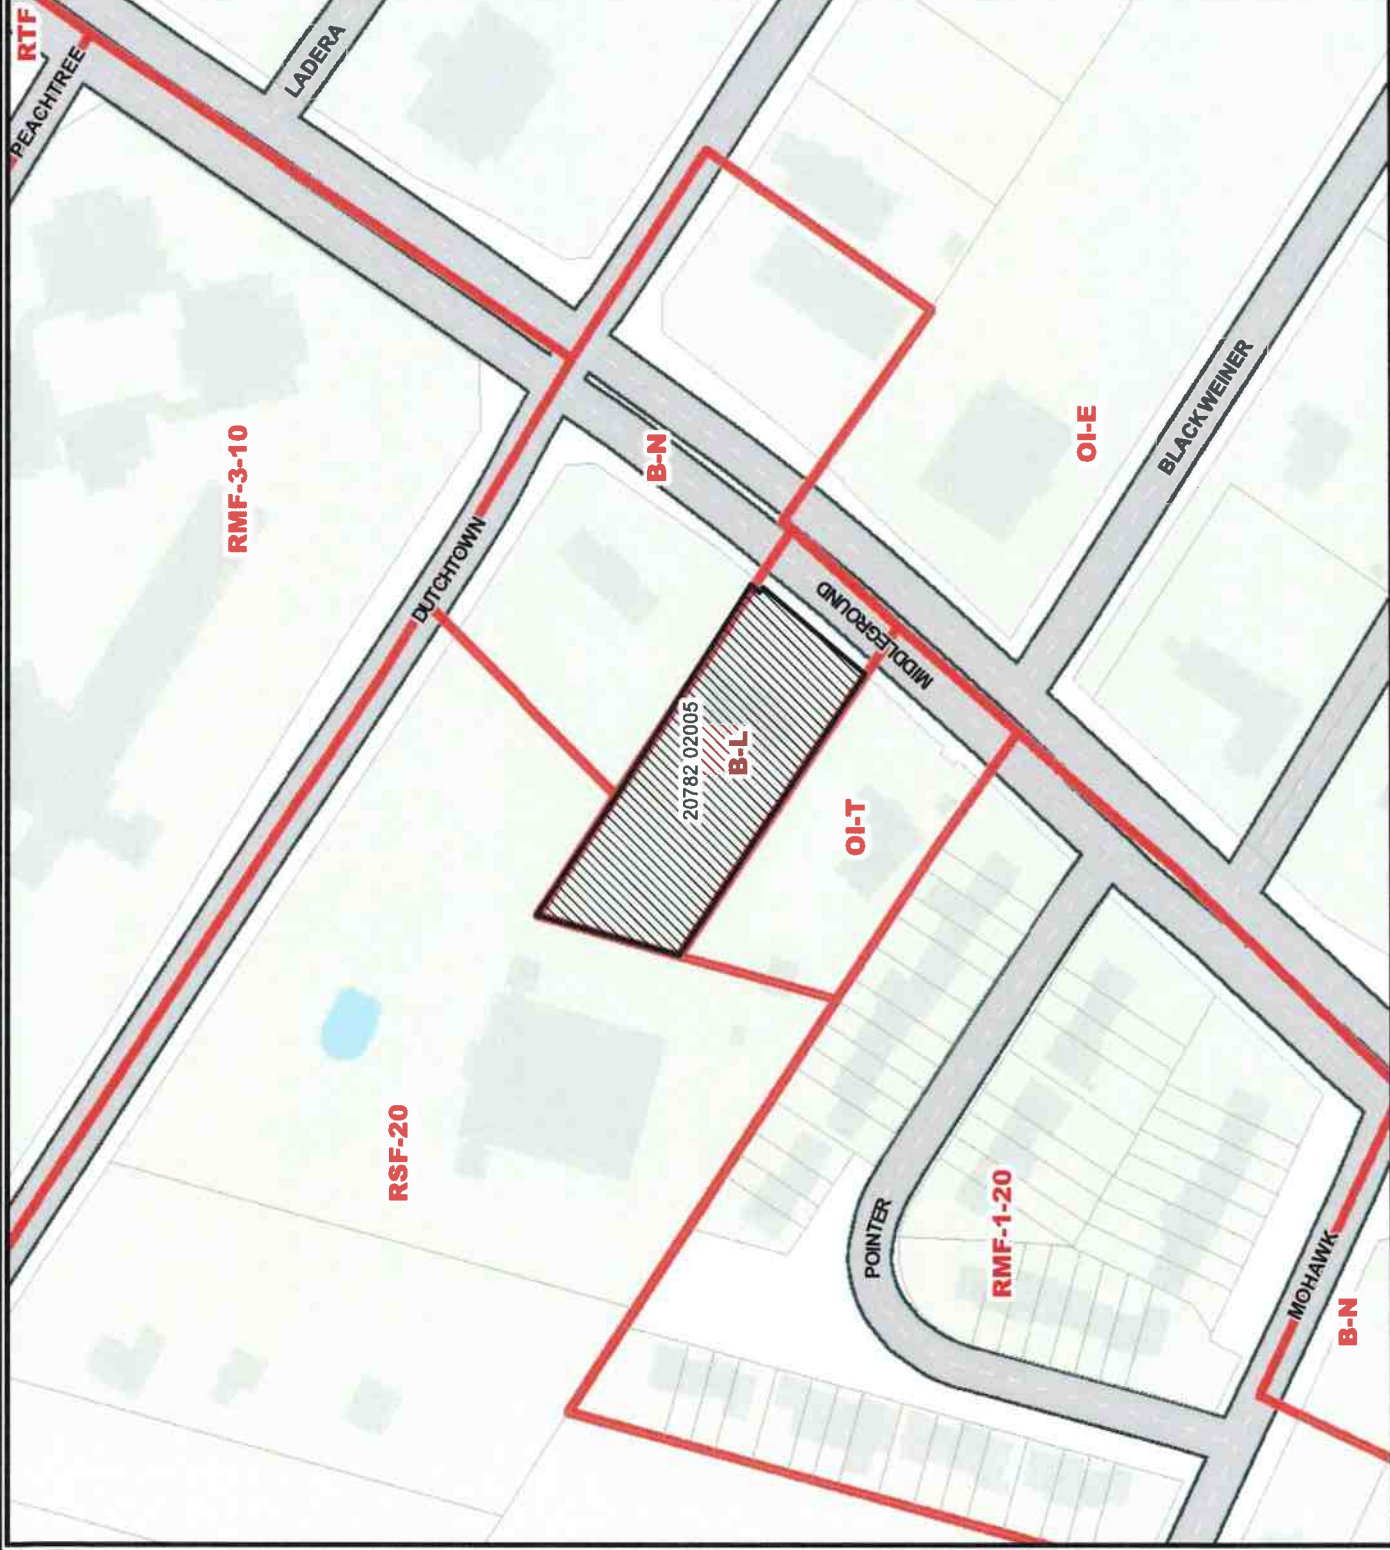 RTF
PEACHTREE
LADERA
RMF-3-10
B-N
OI-E
BLACKWEINER
DUTCHTOWN
MIDDLEGROUND
20782 02005
B-L
OI-T
RSF-20
POINTER
RMF-1-20
MOHAWK
B-N